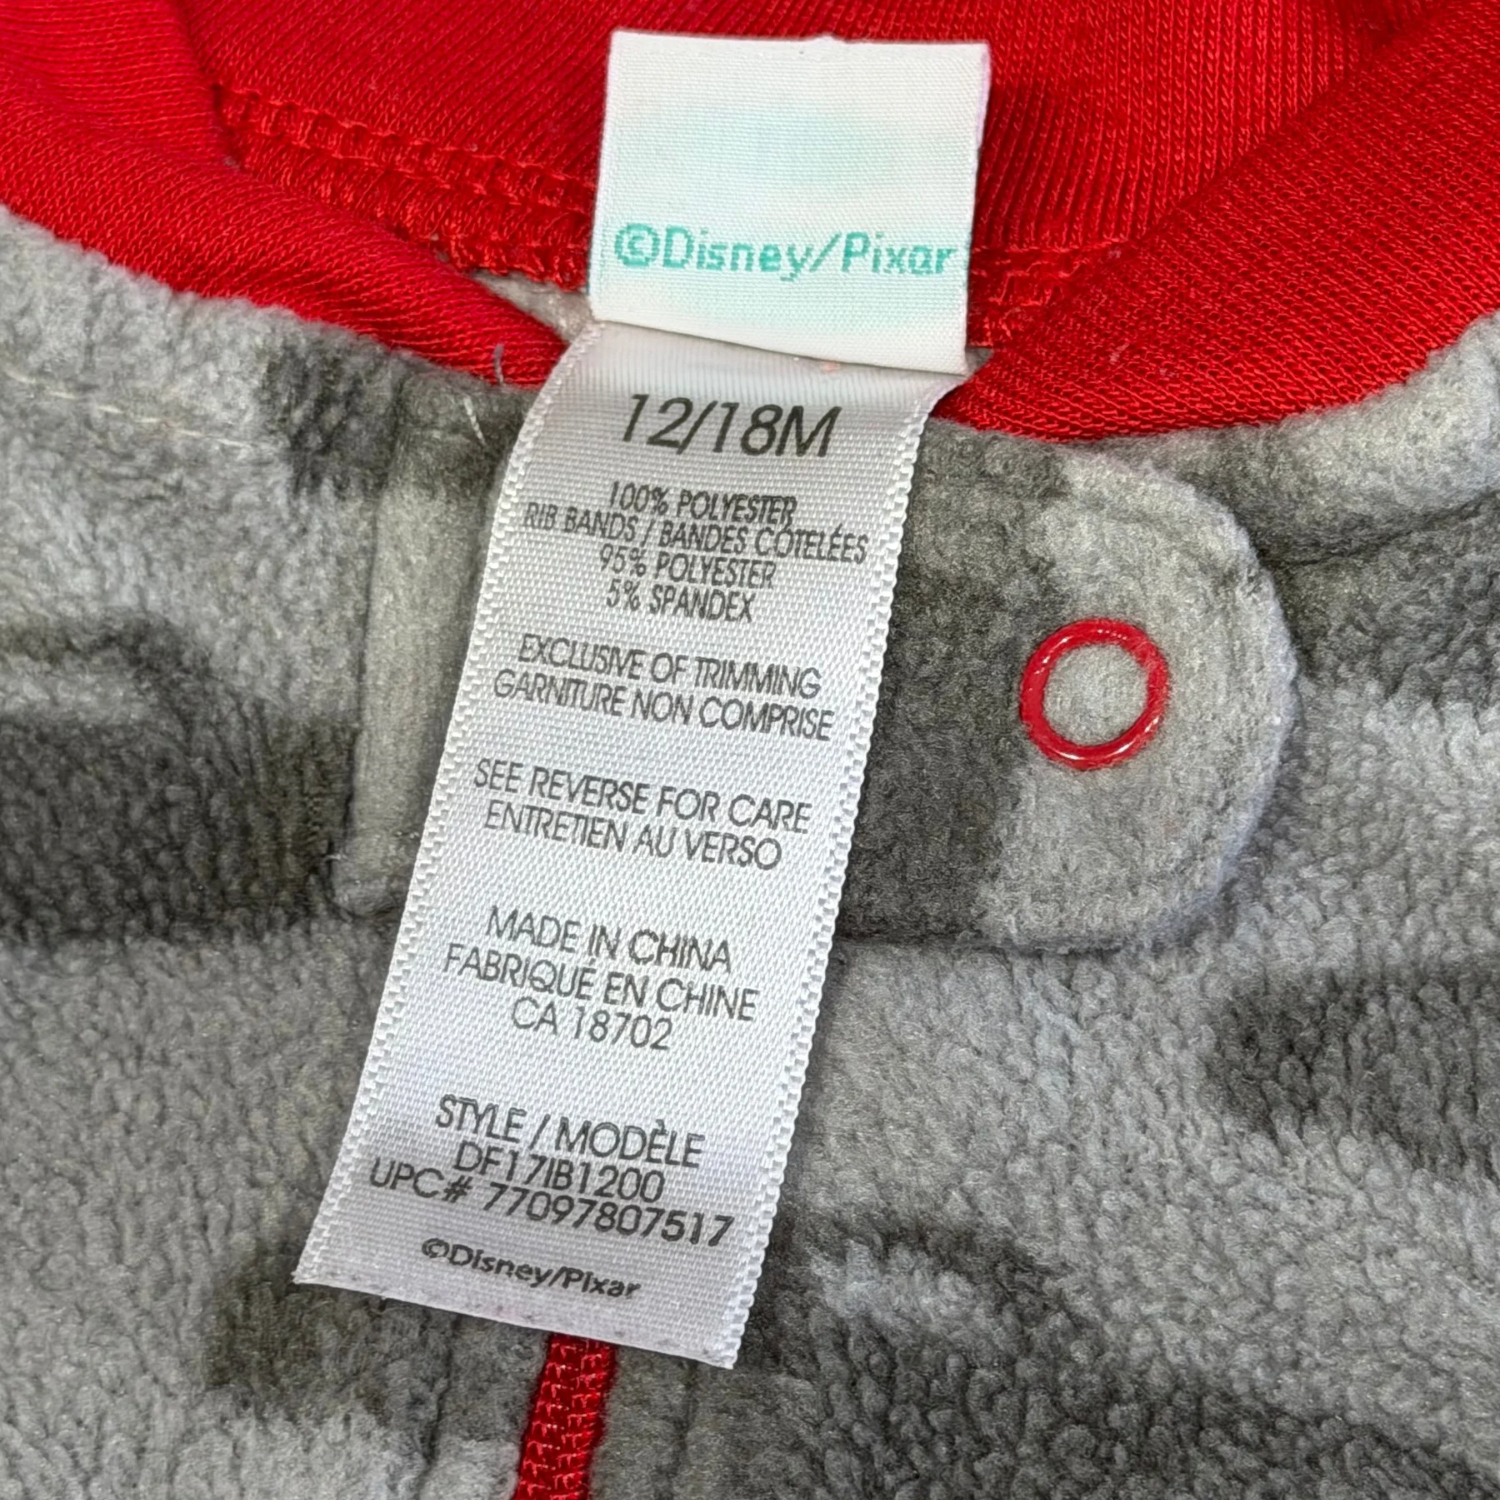 ©Disney/Pixar
12/18M
100% POLYESTER
RIB BANDS / BANDES CÔTELÉES
95% POLYESTER
5% SPANDEX
EXCLUSIVE OF TRIMMING
GARNITURE NON COMPRISE
SEE REVERSE FOR CARE
ENTRETIEN AU VERSO
MADE IN CHINA
FABRIQUÉ EN CHINE
CA 18702
STYLE / MODÈLE
DF17IB1200
UPC# 77097807517
©Disney/Pixar